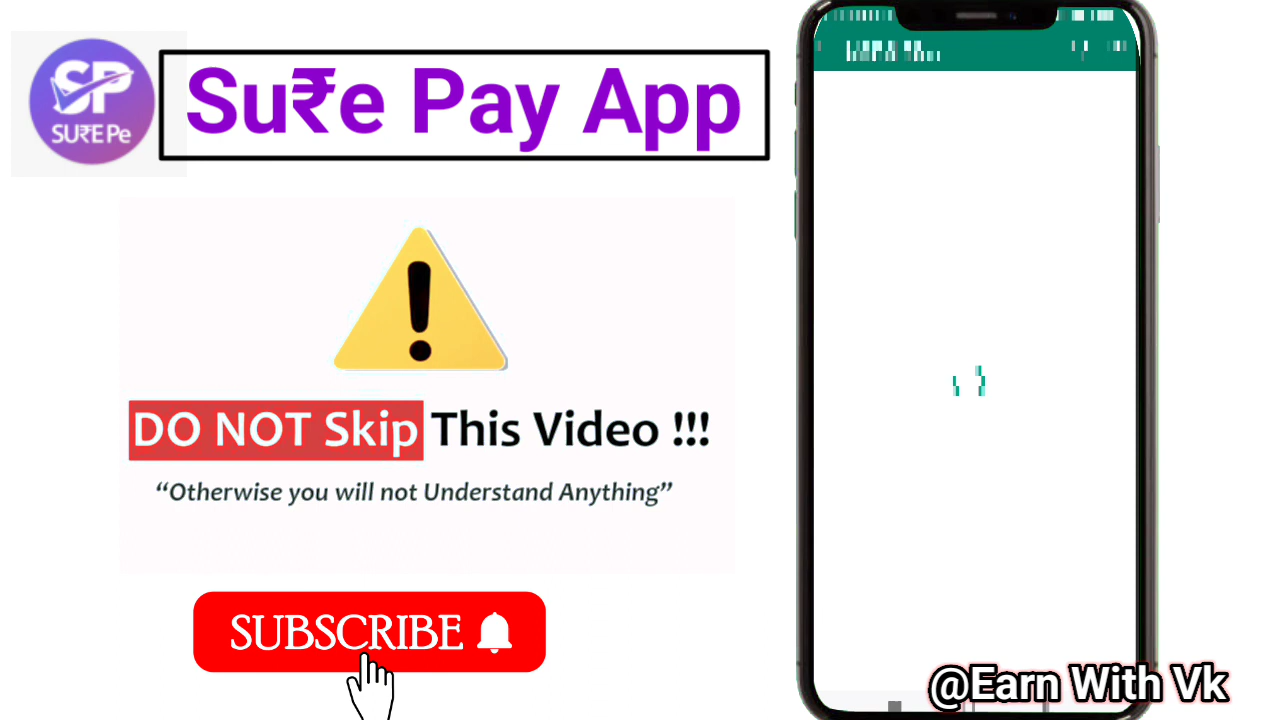 Su₹e Pay App
SP
SU₹E Pe
DO NOT Skip This Video !!!
“Otherwise you will not Understand Anything”
SUBSCRIBE
@Earn With Vk